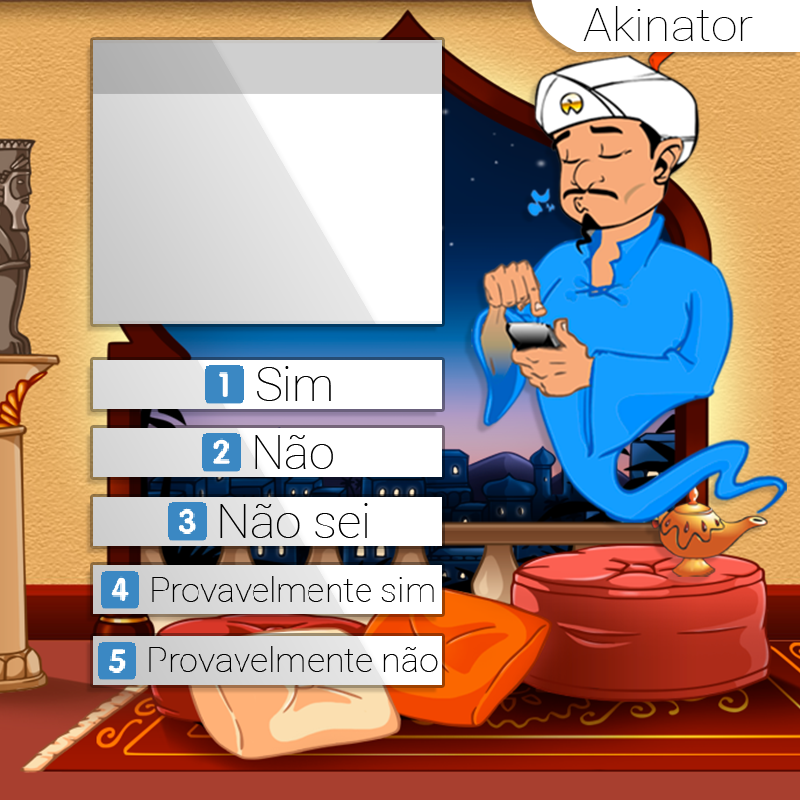 Akinator
1 Sim
2 Não
3 Não sei
4 Provavelmente sim
5 Provavelmente não